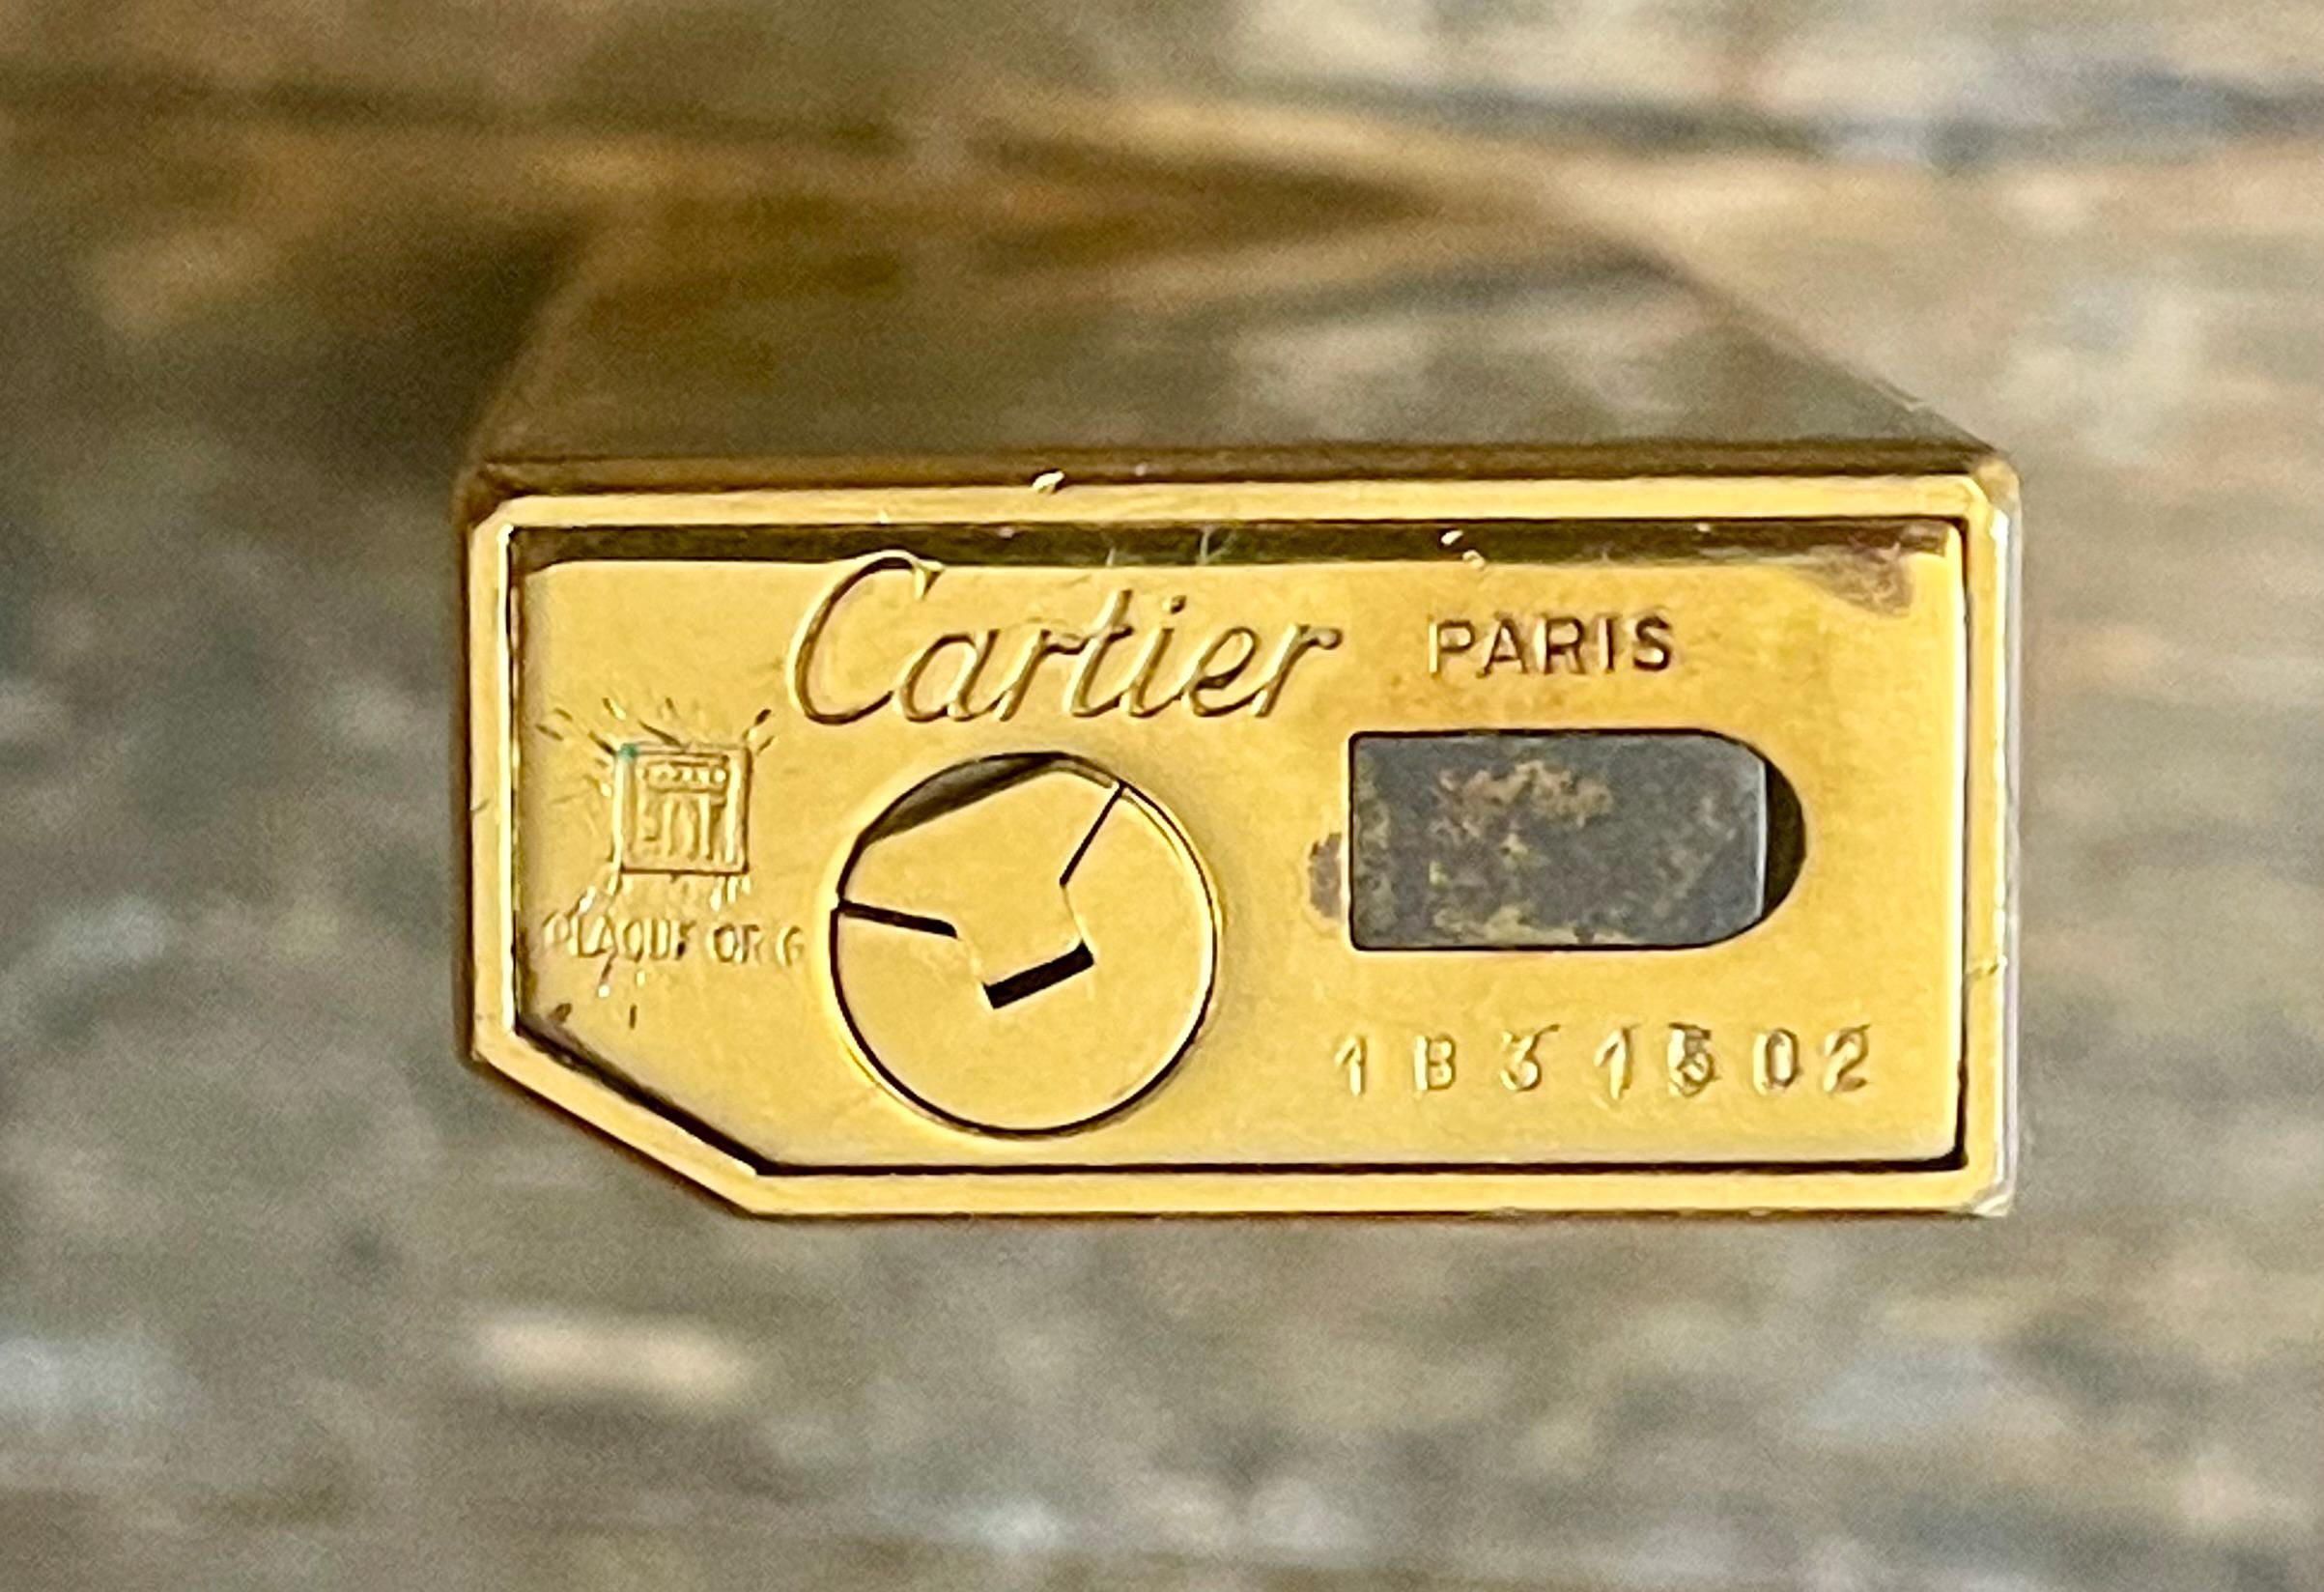 Cartier PARIS
PLAQUE OR G
1B31502